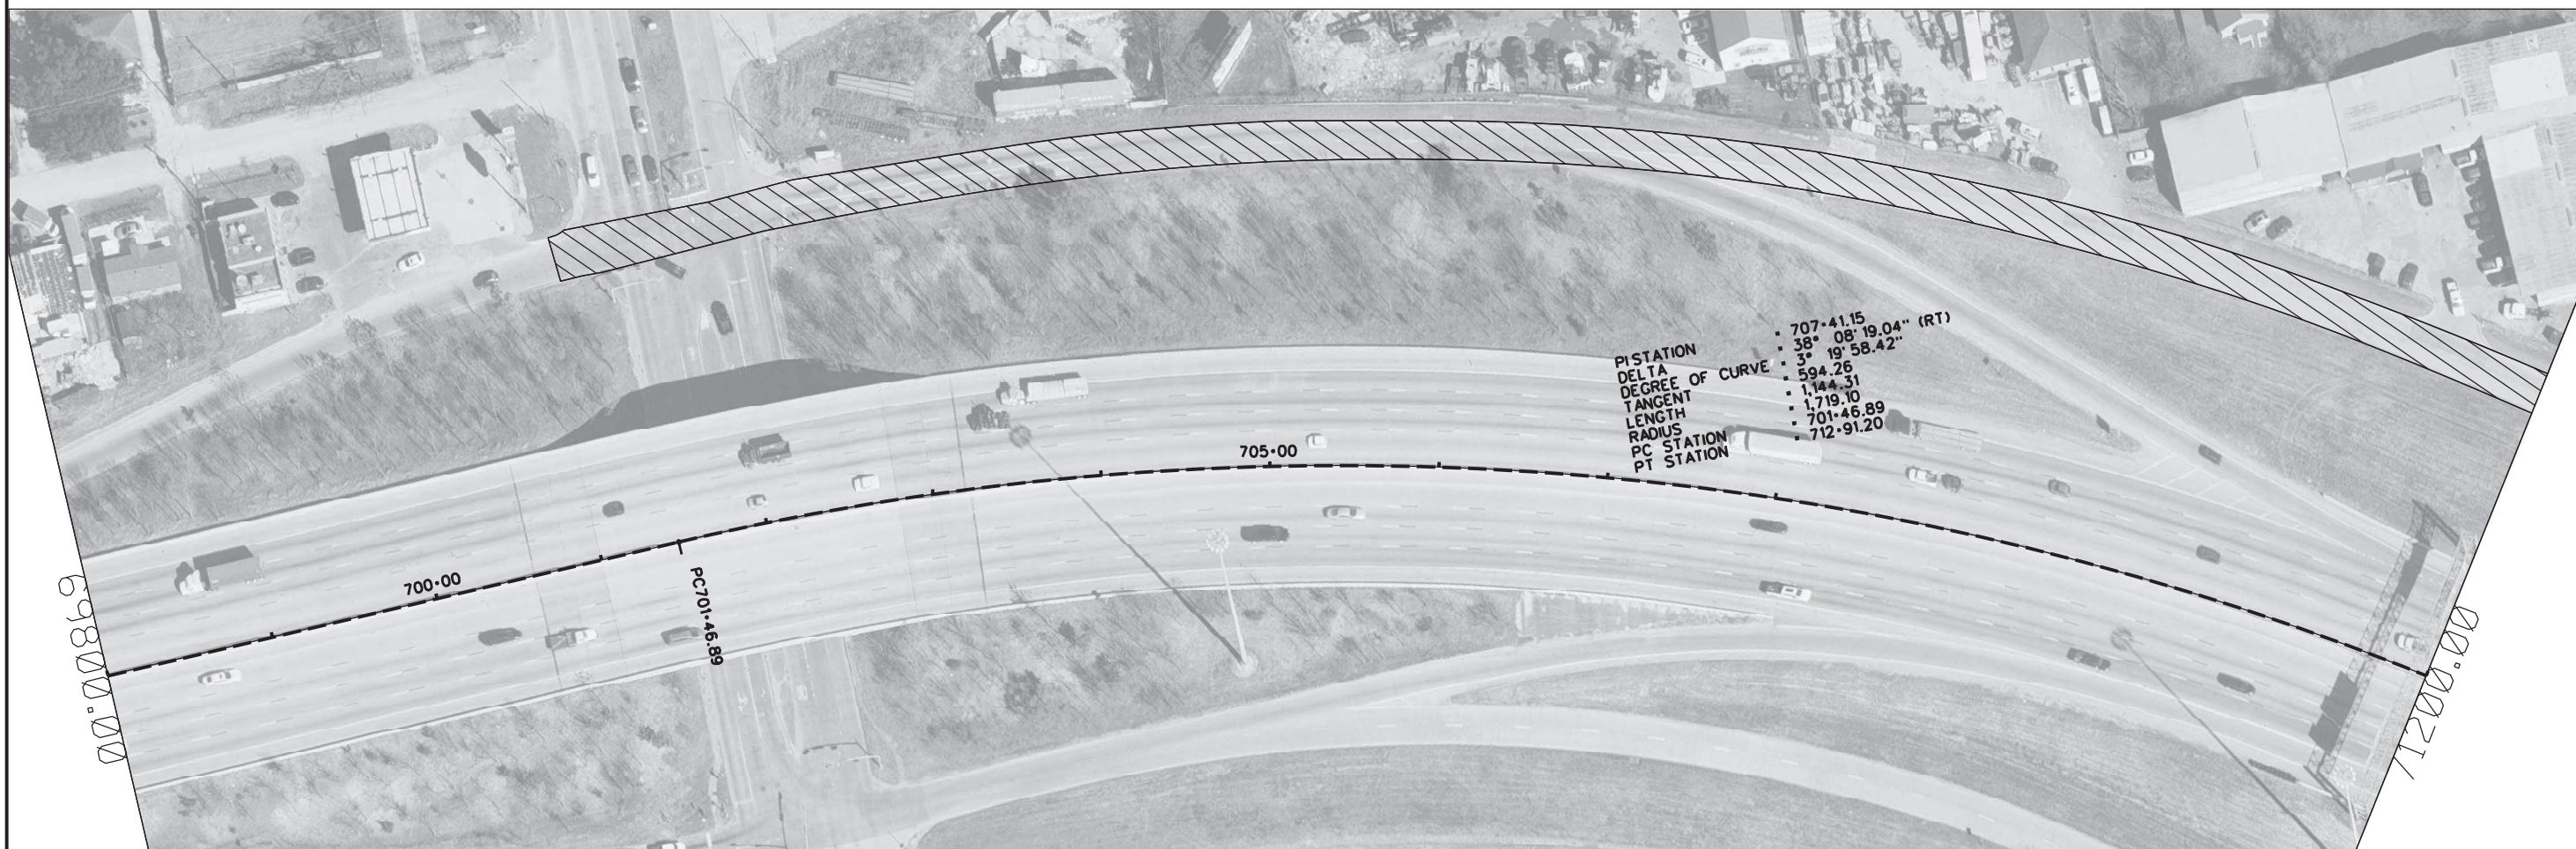 PI STATION = 707+41.15
DELTA = 38° 08' 19.04" (RT)
DEGREE OF CURVE = 3° 19' 58.42"
TANGENT = 594.26
LENGTH = 1,144.31
RADIUS = 1,719.10
PC STATION = 701+46.89
PT STATION = 712+91.20
705+00
700+00
PC701+46.89
69800.00
71200.00